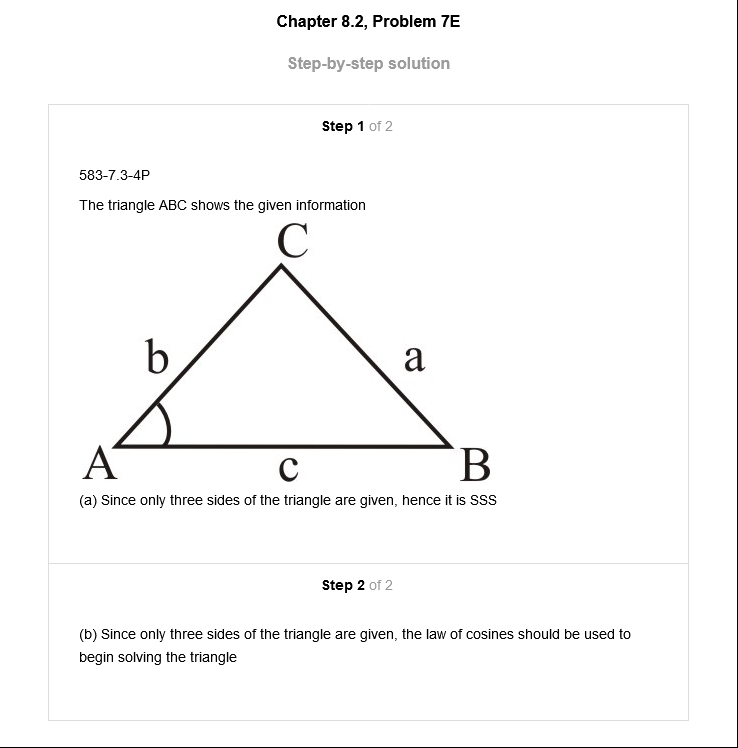 Chapter 8.2, Problem 7E
Step-by-step solution
Step 1 of 2
583-7.3-4P
The triangle ABC shows the given information
C
b
a
A
c
B
(a) Since only three sides of the triangle are given, hence it is SSS
Step 2 of 2
(b) Since only three sides of the triangle are given, the law of cosines should be used to
begin solving the triangle